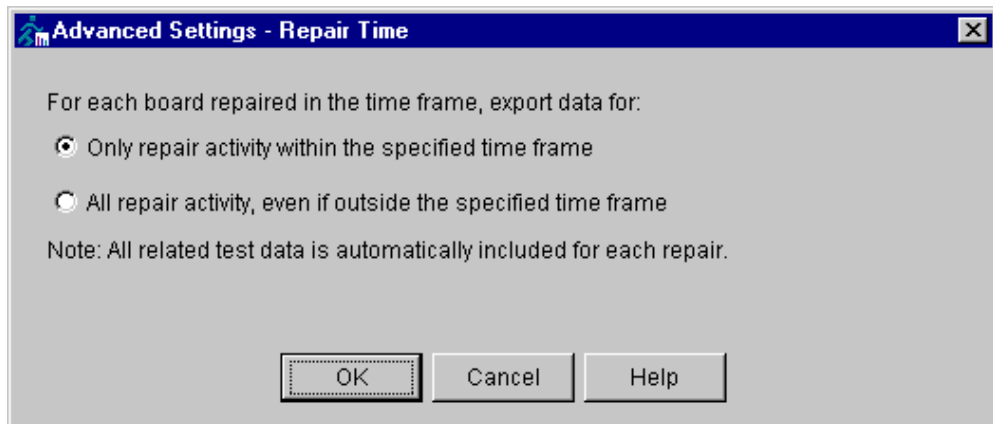 Advanced Settings - Repair Time
For each board repaired in the time frame, export data for:
Only repair activity within the specified time frame
All repair activity, even if outside the specified time frame
Note: All related test data is automatically included for each repair.
OK Cancel Help